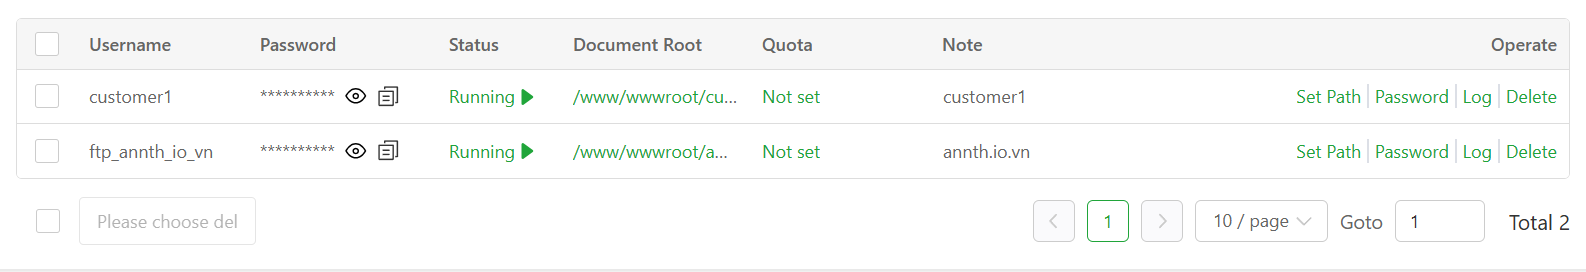 Username Password Status Document Root Quota Note Operate
customer1 ********** Running /www/wwwroot/cu... Not set customer1 Set Path Password Log Delete
ftp_annth_io_vn ********** Running /www/wwwroot/a... Not set annth.io.vn Set Path Password Log Delete
Please choose del 1 10 / page Goto 1 Total 2